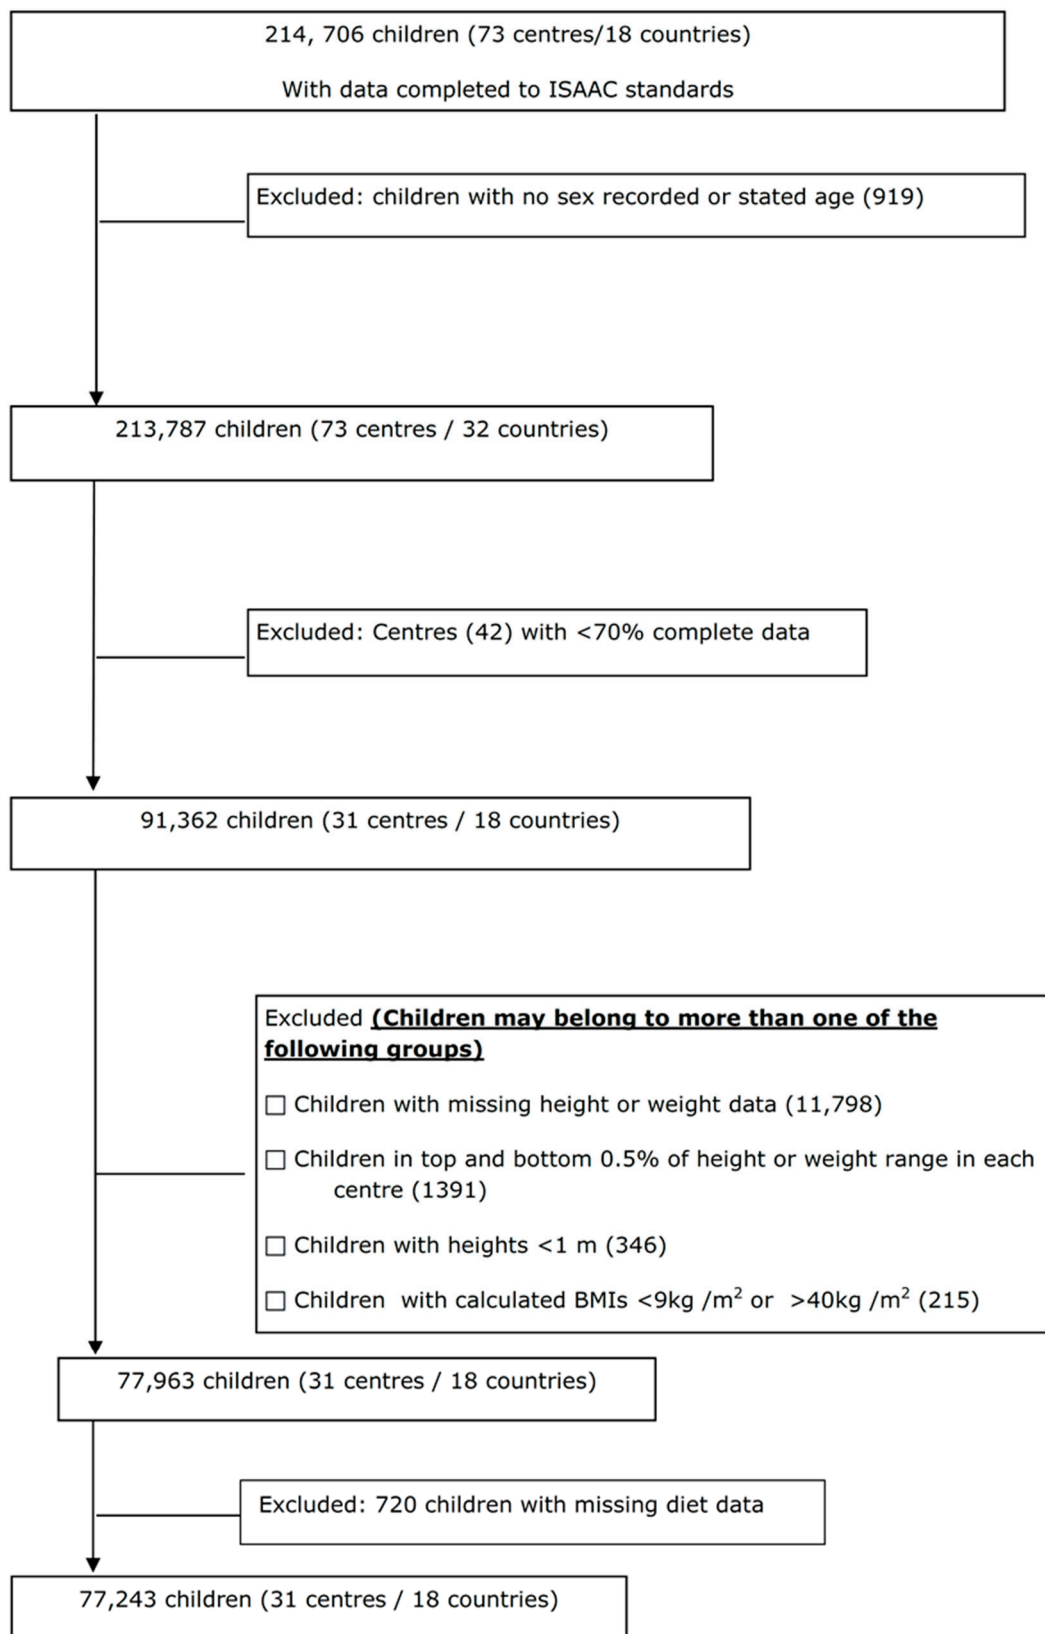 214, 706 children (73 centres/18 countries)
With data completed to ISAAC standards
Excluded: children with no sex recorded or stated age (919)
213,787 children (73 centres / 32 countries)
Excluded: Centres (42) with <70% complete data
91,362 children (31 centres / 18 countries)
Excluded (Children may belong to more than one of the
following groups)
☐ Children with missing height or weight data (11,798)
☐ Children in top and bottom 0.5% of height or weight range in each
centre (1391)
☐ Children with heights <1 m (346)
☐ Children with calculated BMIs <9kg /m² or >40kg /m² (215)
77,963 children (31 centres / 18 countries)
Excluded: 720 children with missing diet data
77,243 children (31 centres / 18 countries)